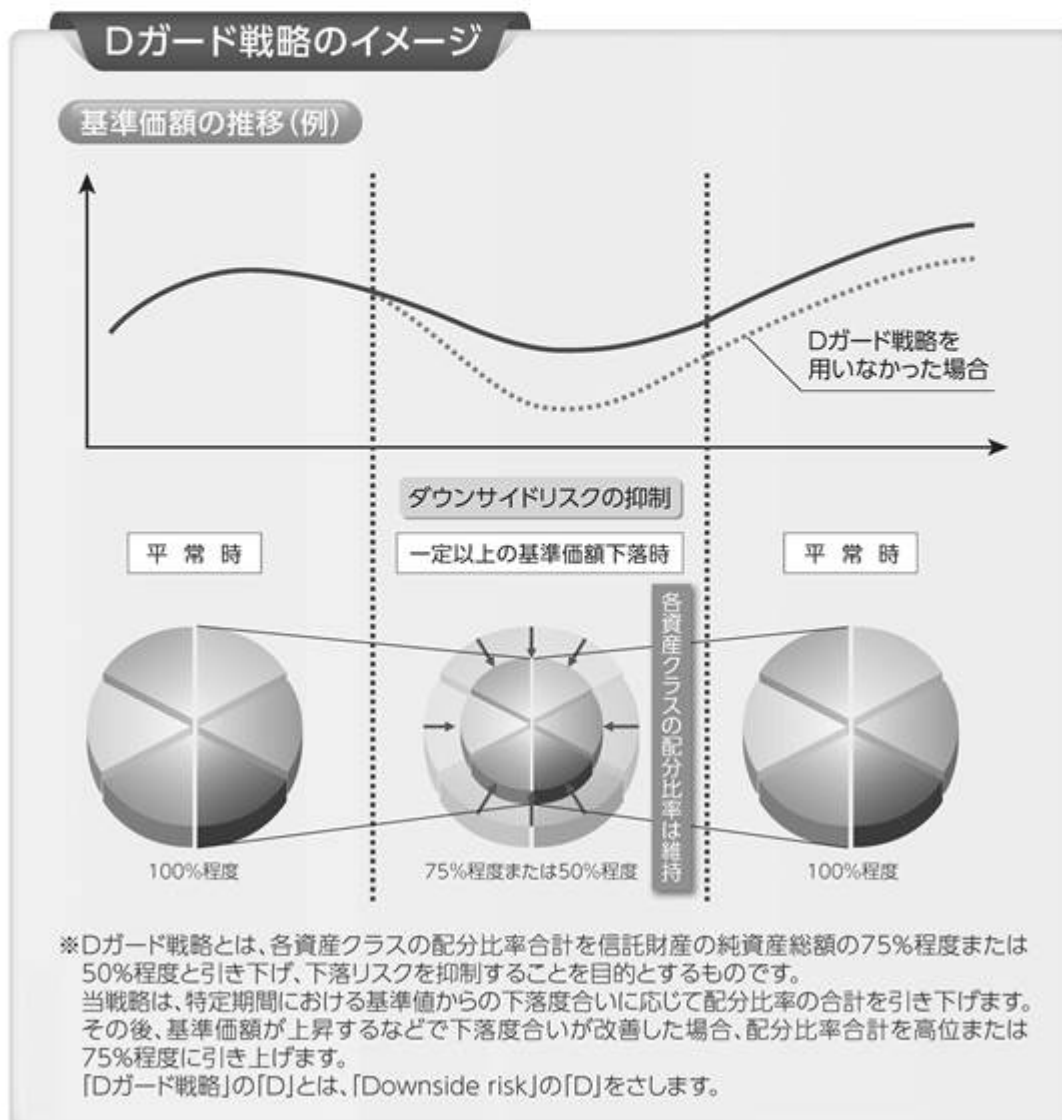 Dガード戦略のイメージ
基準価額の推移(例)
Dガード戦略を
用いなかった場合
ダウンサイドリスクの抑制
平常時
一定以上の基準価額下落時
平常時
各資産クラスの配分比率は維持
100%程度
75%程度または50%程度
100%程度
※Dガード戦略とは、各資産クラスの配分比率合計を信託財産の純資産総額の75%程度または
50%程度と引き下げ、下落リスクを抑制することを目的とするものです。
当戦略は、特定期間における基準値からの下落度合いに応じて配分比率の合計を引き下げます。
その後、基準価額が上昇するなどで下落度合いが改善した場合、配分比率合計を高位または
75%程度に引き上げます。
「Dガード戦略」の「D」とは、「Downside risk」の「D」をさします。